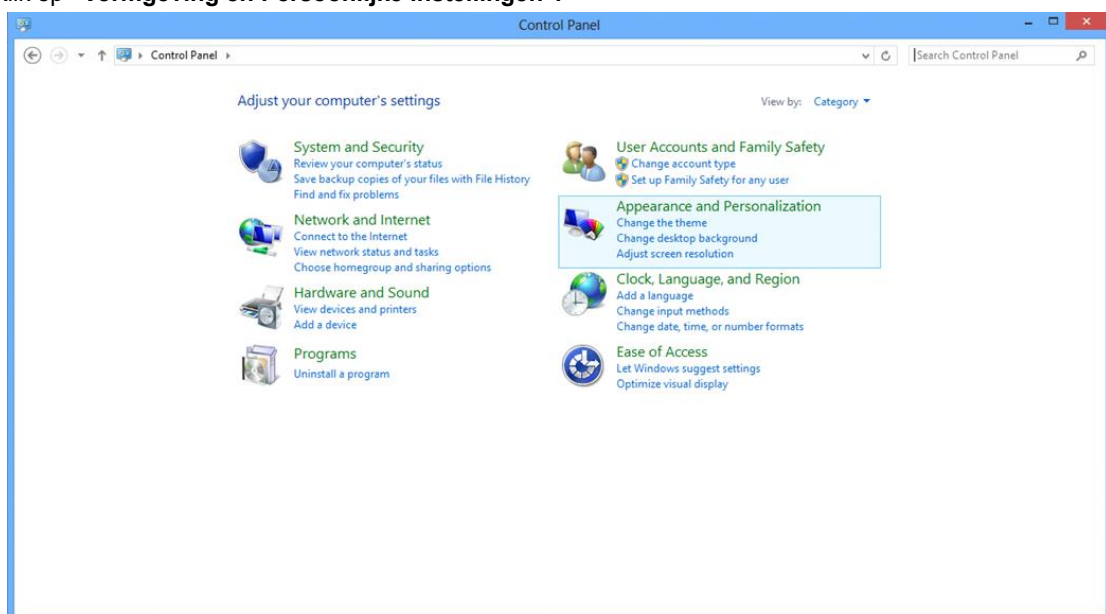 Control Panel
Control Panel
Search Control Panel
Adjust your computer's settings
View by: Category
System and Security
Review your computer's status
Save backup copies of your files with File History
Find and fix problems
Network and Internet
Connect to the Internet
View network status and tasks
Choose homegroup and sharing options
Hardware and Sound
View devices and printers
Add a device
Programs
Uninstall a program
User Accounts and Family Safety
Change account type
Set up Family Safety for any user
Appearance and Personalization
Change the theme
Change desktop background
Adjust screen resolution
Clock, Language, and Region
Add a language
Change input methods
Change date, time, or number formats
Ease of Access
Let Windows suggest settings
Optimize visual display